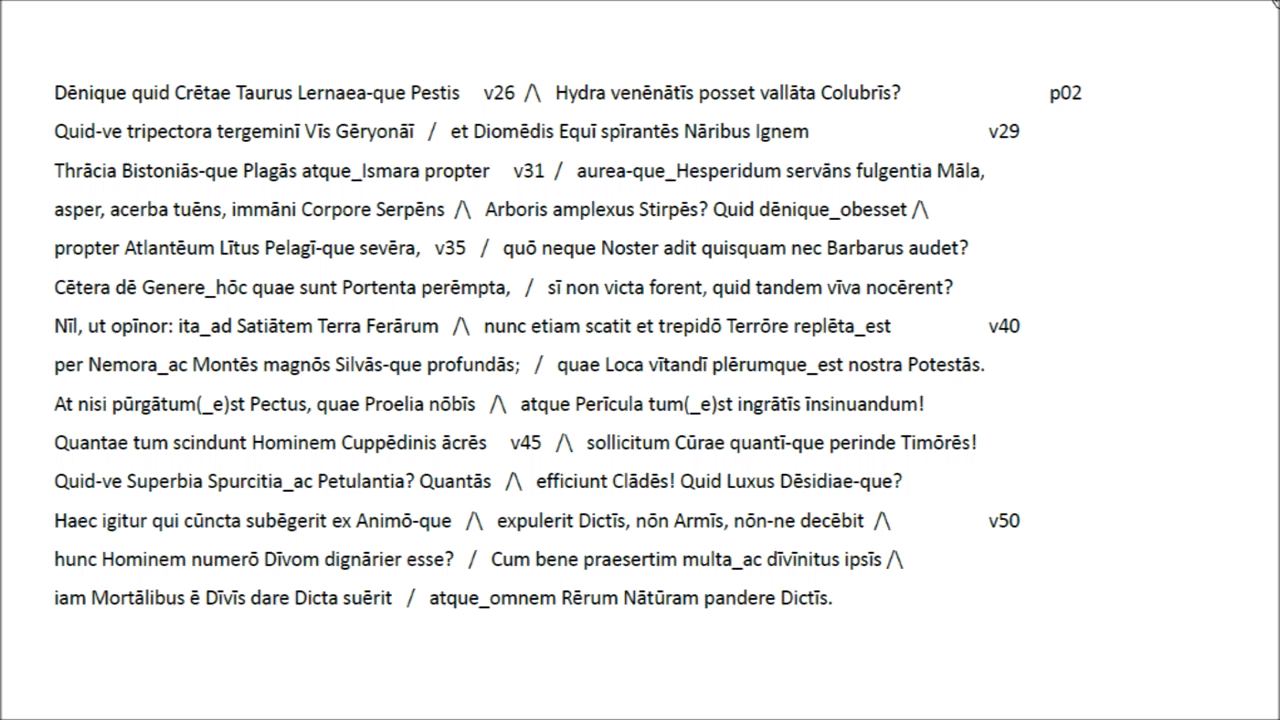 Dēnique quid Crētae Taurus Lernaea-que Pestis v26 /\ Hydra venēnātīs posset vallāta Colubrīs? p02
Quid-ve tripectora tergeminī Vīs Gēryonāī / et Diomēdis Equī spīrantēs Nāribus Ignem v29
Thrācia Bistoniās-que Plagās atque_Ismara propter v31 / aurea-que_Hesperidum servāns fulgentia Māla,
asper, acerba tuēns, immāni Corpore Serpēns /\ Arboris amplexus Stirpēs? Quid dēnique_obesset /\
propter Atlantēum Lītus Pelagī-que sevēra, v35 / quō neque Noster adit quisquam nec Barbarus audet?
Cētera dē Genere_hōc quae sunt Portenta perēmpta, / sī non victa forent, quid tandem vīva nocērent?
Nīl, ut opīnor: ita_ad Satiātem Terra Ferārum /\ nunc etiam scatit et trepidō Terrōre replēta_est v40
per Nemora_ac Montēs magnōs Silvās-que profundās; / quae Loca vītandī plērumque_est nostra Potestās.
At nisi pūrgātum(_e)st Pectus, quae Proelia nōbīs /\ atque Perīcula tum(_e)st ingrātīs īnsinuandum!
Quantae tum scindunt Hominem Cuppēdinis ācrēs v45 /\ sollicitum Cūrae quantī-que perinde Timōrēs!
Quid-ve Superbia Spurcitia_ac Petulantia? Quantās /\ efficiunt Clādēs! Quid Luxus Dēsidiae-que?
Haec igitur qui cūncta subēgerit ex Animō-que /\ expulerit Dictīs, nōn Armīs, nōn-ne decēbit /\ v50
hunc Hominem numerō Dīvom dignārier esse? / Cum bene praesertim multa_ac dīvīnitus ipsīs /\
iam Mortālibus ē Dīvīs dare Dicta suērit / atque_omnem Rērum Nātūram pandere Dictīs.